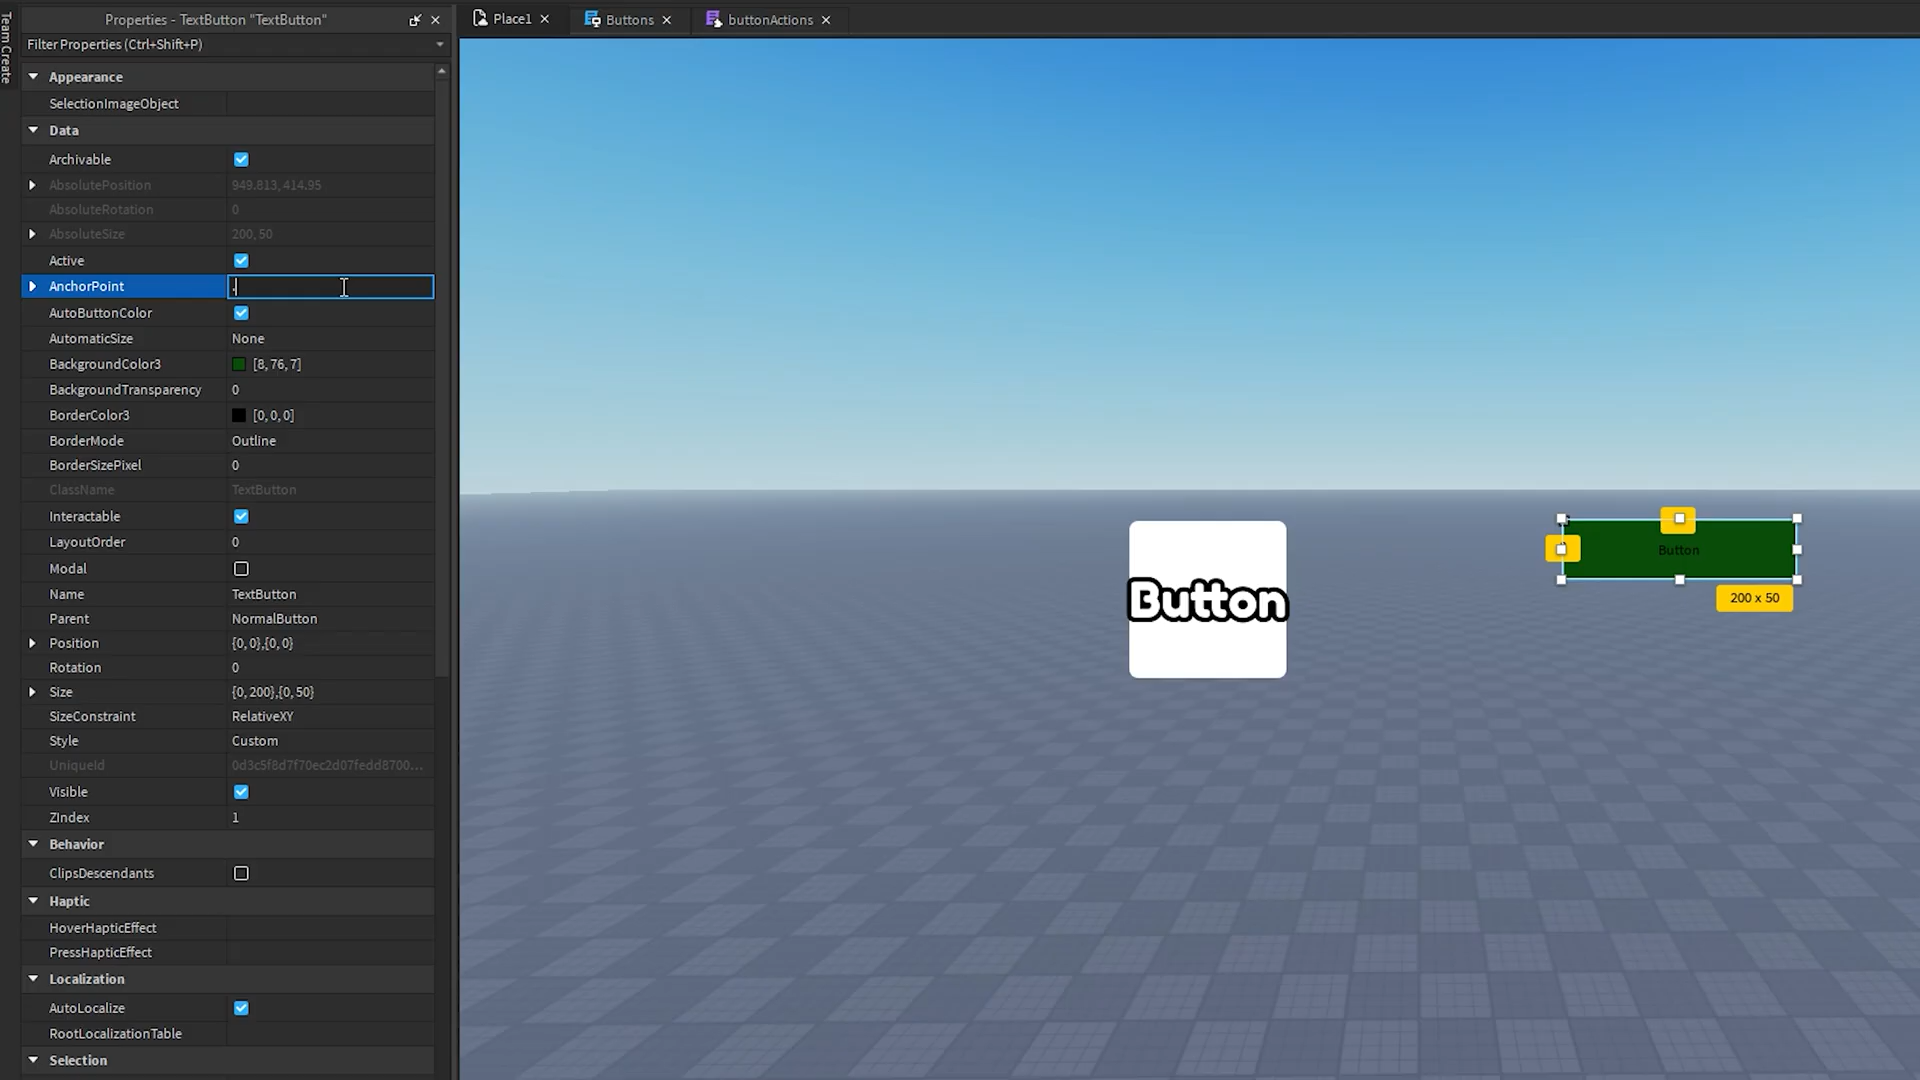 Team Create
Properties - TextButton "TextButton"
Place1
Buttons
buttonActions
Filter Properties (Ctrl+Shift+P)
Appearance
SelectionImageObject
Data
Archivable
AbsolutePosition 949.813, 414.95
AbsoluteRotation 0
AbsoluteSize 200, 50
Active
AnchorPoint .
AutoButtonColor
AutomaticSize None
BackgroundColor3 [8, 76, 7]
BackgroundTransparency 0
BorderColor3 [0, 0, 0]
BorderMode Outline
BorderSizePixel 0
ClassName TextButton
Interactable
LayoutOrder 0
Modal
Name TextButton
Parent NormalButton
Position {0, 0},{0, 0}
Rotation 0
Size {0, 200},{0, 50}
SizeConstraint RelativeXY
Style Custom
UniqueId 0d3c5f8d7f70ec2d07fedd8700...
Visible
ZIndex 1
Behavior
ClipsDescendants
Haptic
HoverHapticEffect
PressHapticEffect
Localization
AutoLocalize
RootLocalizationTable
Selection
Button
Button
200 x 50